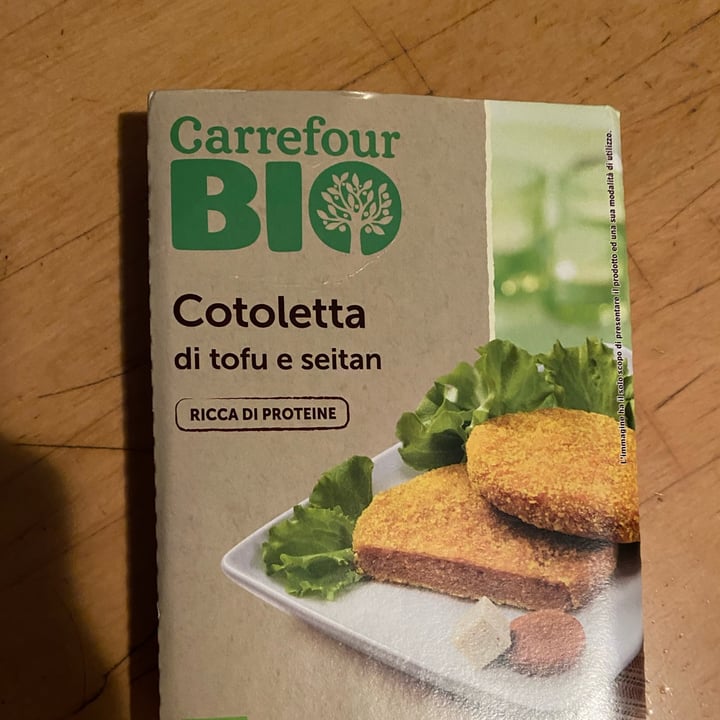 Carrefour
BIO
Cotoletta
di tofu e seitan
RICCA DI PROTEINE
L'immagine ha il solo scopo di presentare il prodotto ed una sua modalità di utilizzo.